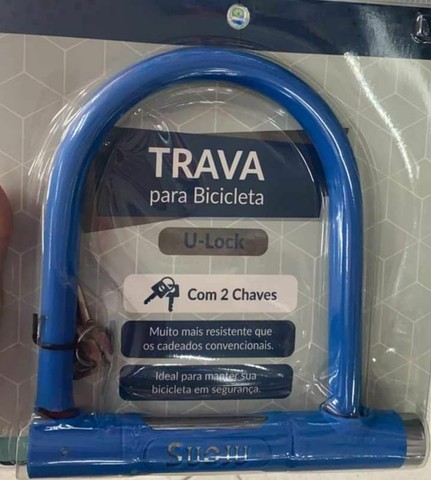 TRAVA
para Bicicleta
U-Lock
Com 2 Chaves
Muito mais resistente que
os cadeados convencionais.
Ideal para manter sua
bicicleta em segurança.